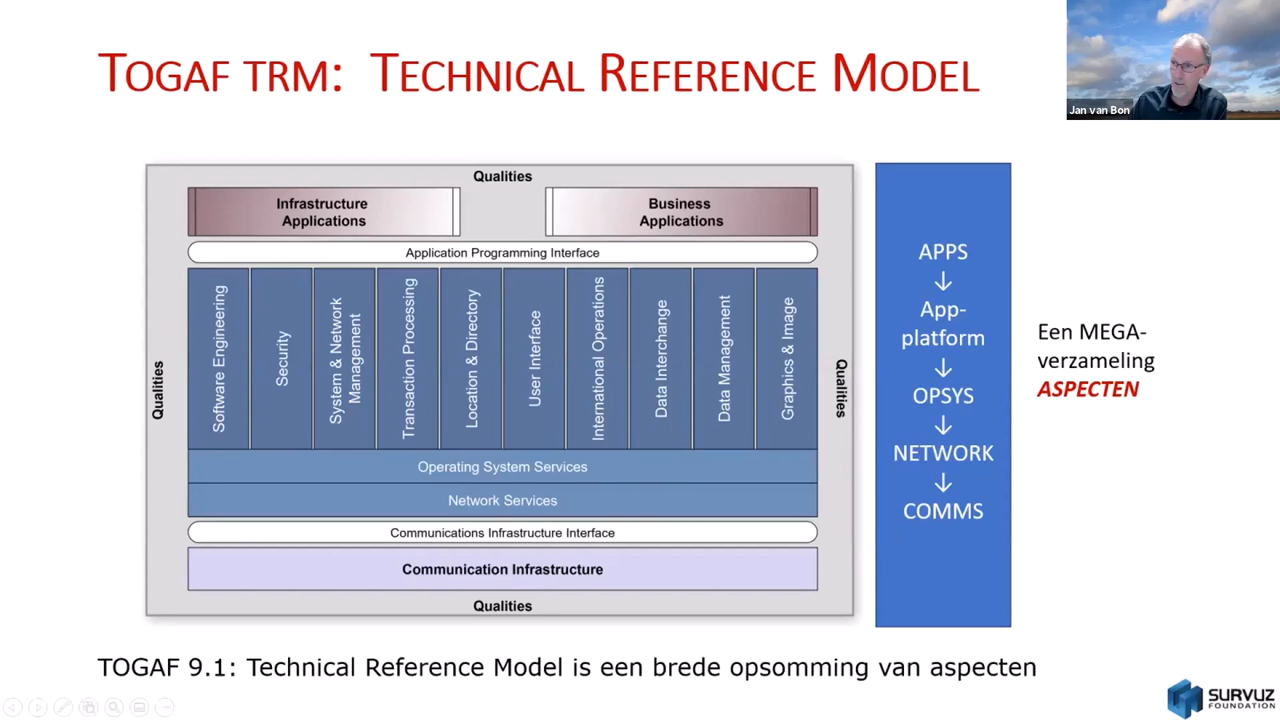 TOGAF TRM: TECHNICAL REFERENCE MODEL
Jan van Bon
Qualities
Infrastructure
Applications
Business
Applications
Application Programming Interface
Qualities
Software Engineering
Security
System & Network
Management
Transaction Processing
Location & Directory
User Interface
International Operations
Data Interchange
Data Management
Graphics & Image
Qualities
Operating System Services
Network Services
Communications Infrastructure Interface
Communication Infrastructure
Qualities
APPS
↓
App-
platform
↓
OPSYS
↓
NETWORK
↓
COMMS
Een MEGA-
verzameling
ASPECTEN
TOGAF 9.1: Technical Reference Model is een brede opsomming van aspecten
SURVUZ
FOUNDATION